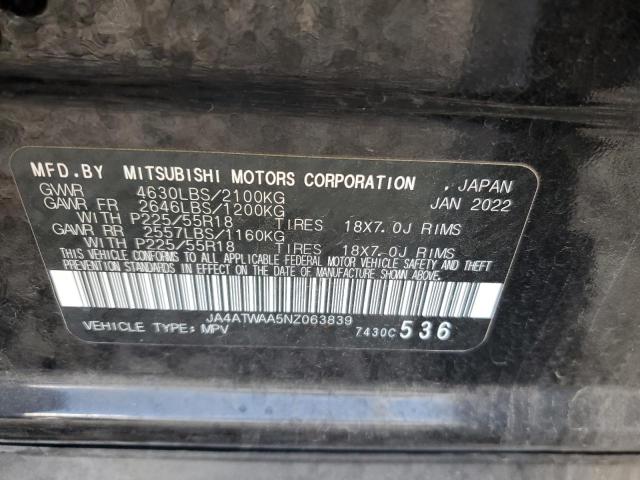 MFD.BY MITSUBISHI MOTORS CORPORATION , JAPAN
GVWR 4630LBS/2100KG JAN 2022
GAWR FR 2646LBS/1200KG
WITH P225/55R18 TIRES 18X7.0J RIMS
GAWR RR 2557LBS/1160KG
WITH P225/55R18 TIRES 18X7.0J RIMS
THIS VEHICLE CONFORMS TO ALL APPLICABLE FEDERAL MOTOR VEHICLE SAFETY AND THEFT
PREVENTION STANDARDS IN EFFECT ON THE DATE OF MANUFACTURE SHOWN ABOVE.
JA4ATWAA5NZ063839
VEHICLE TYPE: MPV 7430C 536